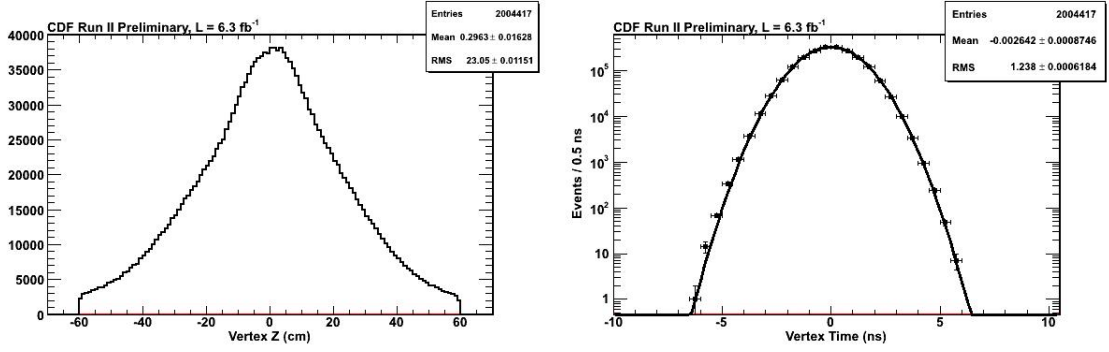 CDF Run II Preliminary, L = 6.3 fb⁻¹
Entries 2004417
Mean 0.2963 ± 0.01628
RMS 23.05 ± 0.01151
40000
35000
30000
25000
20000
15000
10000
5000
0
-60 -40 -20 0 20 40 60
Vertex Z (cm)
CDF Run II Preliminary, L = 6.3 fb⁻¹
Entries 2004417
Mean -0.002642 ± 0.0008746
RMS 1.238 ± 0.0006184
Events / 0.5 ns
10⁵
10⁴
10³
10²
10
1
-10 -5 0 5 10
Vertex Time (ns)